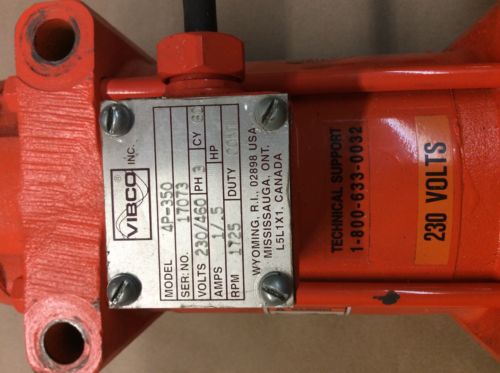 VIBCO INC.
®
MODEL 4P-350
SER. NO. 17073
VOLTS 230/460 PH 3 CY 60
AMPS 1/.5 HP
RPM 1725 DUTY CONT
WYOMING, R.I., 02898 USA
MISSISSAUGA, ONT.
L5L1X1, CANADA
TECHNICAL SUPPORT
1-800-633-0032
230 VOLTS